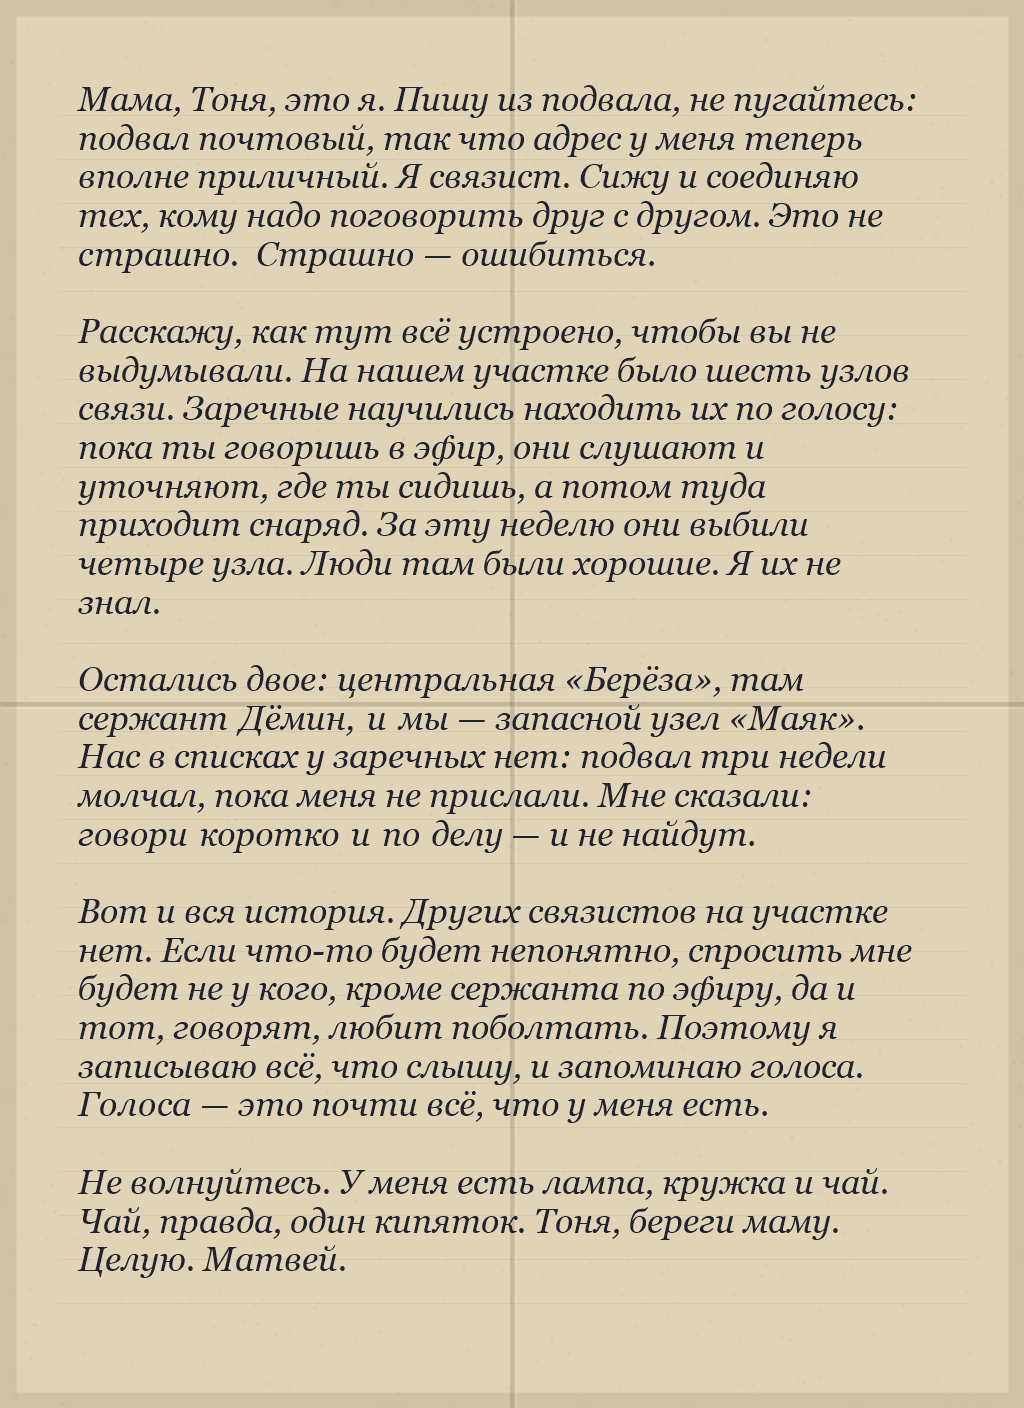 Мама, Тоня, это я. Пишу из подвала, не пугайтесь:
подвал почтовый, так что адрес у меня теперь
вполне приличный. Я связист. Сижу и соединяю
тех, кому надо поговорить друг с другом. Это не
страшно. Страшно — ошибиться.
Расскажу, как тут всё устроено, чтобы вы не
выдумывали. На нашем участке было шесть узлов
связи. Заречные научились находить их по голосу:
пока ты говоришь в эфир, они слушают и
уточняют, где ты сидишь, а потом туда
приходит снаряд. За эту неделю они выбили
четыре узла. Люди там были хорошие. Я их не
знал.
Остались двое: центральная «Берёза», там
сержант Дёмин, и мы — запасной узел «Маяк».
Нас в списках у заречных нет: подвал три недели
молчал, пока меня не прислали. Мне сказали:
говори коротко и по делу — и не найдут.
Вот и вся история. Других связистов на участке
нет. Если что-то будет непонятно, спросить мне
будет не у кого, кроме сержанта по эфиру, да и
тот, говорят, любит поболтать. Поэтому я
записываю всё, что слышу, и запоминаю голоса.
Голоса — это почти всё, что у меня есть.
Не волнуйтесь. У меня есть лампа, кружка и чай.
Чай, правда, один кипяток. Тоня, береги маму.
Целую. Матвей.